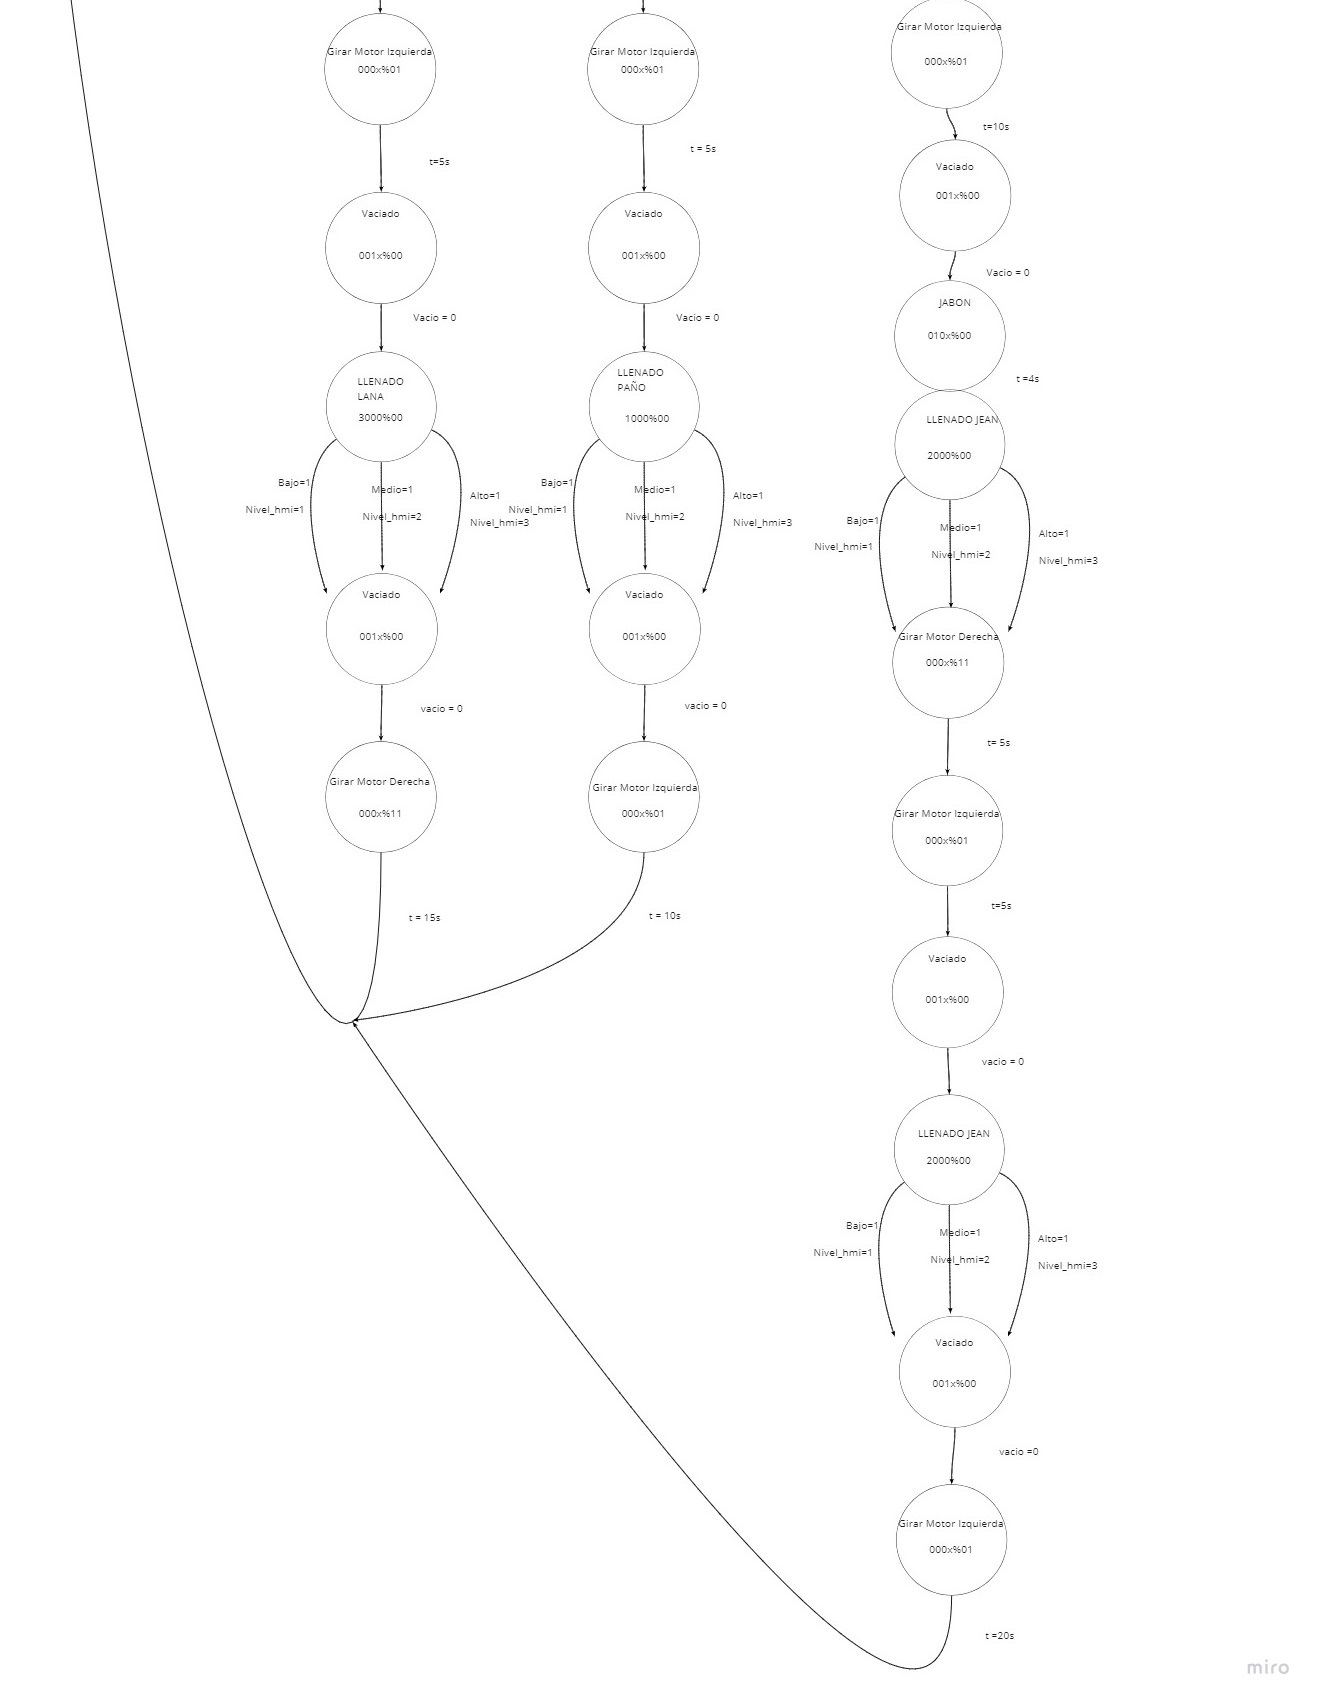 Girar Motor Izquierda
000x%01
t=5s
Vaciado
001x%00
Vacio = 0
LLENADO
LANA
3000%00
Bajo=1
Nivel_hmi=1
Medio=1
Nivel_hmi=2
Alto=1
Nivel_hmi=3
Vaciado
001x%00
vacio = 0
Girar Motor Derecha
000x%11
t = 15s
Girar Motor Izquierda
000x%01
t = 5s
Vaciado
001x%00
Vacio = 0
LLENADO
PAÑO
1000%00
Bajo=1
Nivel_hmi=1
Medio=1
Nivel_hmi=2
Alto=1
Nivel_hmi=3
Vaciado
001x%00
vacio = 0
Girar Motor Izquierda
000x%01
t = 10s
Girar Motor Izquierda
000x%01
t=10s
Vaciado
001x%00
Vacio = 0
JABON
010x%00
t =4s
LLENADO JEAN
2000%00
Bajo=1
Nivel_hmi=1
Medio=1
Nivel_hmi=2
Alto=1
Nivel_hmi=3
Girar Motor Derecha
000x%11
t= 5s
Girar Motor Izquierda
000x%01
t=5s
Vaciado
001x%00
vacio = 0
LLENADO JEAN
2000%00
Bajo=1
Nivel_hmi=1
Medio=1
Nivel_hmi=2
Alto=1
Nivel_hmi=3
Vaciado
001x%00
vacio =0
Girar Motor Izquierda
000x%01
t =20s
miro